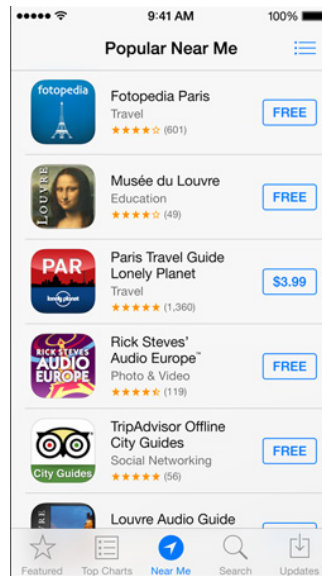 9:41 AM
100%
Popular Near Me
fotopedia
Fotopedia Paris
Travel
(601)
FREE
LOUVRE
Musée du Louvre
Education
(49)
FREE
PAR
lonely planet
Paris Travel Guide
Lonely Planet
Travel
(1,360)
$3.99
RICK STEVES'
AUDIO
EUROPE
Rick Steves'
Audio Europe™
Photo & Video
(119)
FREE
City Guides
TripAdvisor Offline
City Guides
Social Networking
(56)
FREE
Louvre Audio Guide
Featured
Top Charts
Near Me
Search
Updates